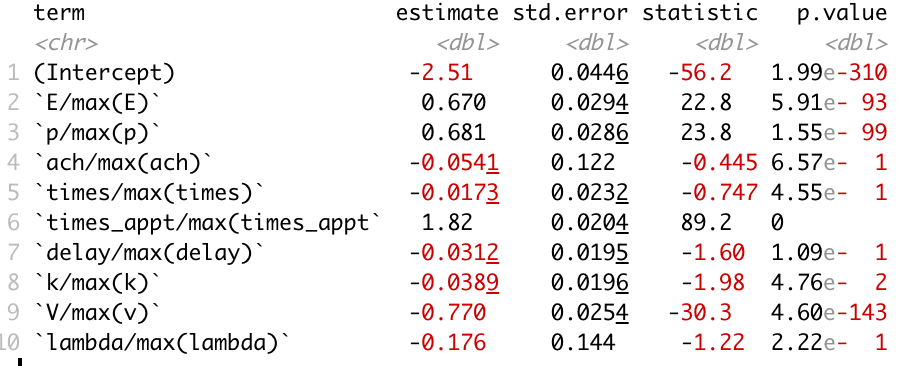 term estimate std.error statistic p.value
<chr> <dbl> <dbl> <dbl> <dbl>
1 (Intercept) -2.51 0.0446 -56.2 1.99e-310
2 `E/max(E)` 0.670 0.0294 22.8 5.91e- 93
3 `p/max(p)` 0.681 0.0286 23.8 1.55e- 99
4 `ach/max(ach)` -0.0541 0.122 -0.445 6.57e- 1
5 `times/max(times)` -0.0173 0.0232 -0.747 4.55e- 1
6 `times_appt/max(times_appt` 1.82 0.0204 89.2 0
7 `delay/max(delay)` -0.0312 0.0195 -1.60 1.09e- 1
8 `k/max(k)` -0.0389 0.0196 -1.98 4.76e- 2
9 `V/max(v)` -0.770 0.0254 -30.3 4.60e-143
10 `lambda/max(lambda)` -0.176 0.144 -1.22 2.22e- 1